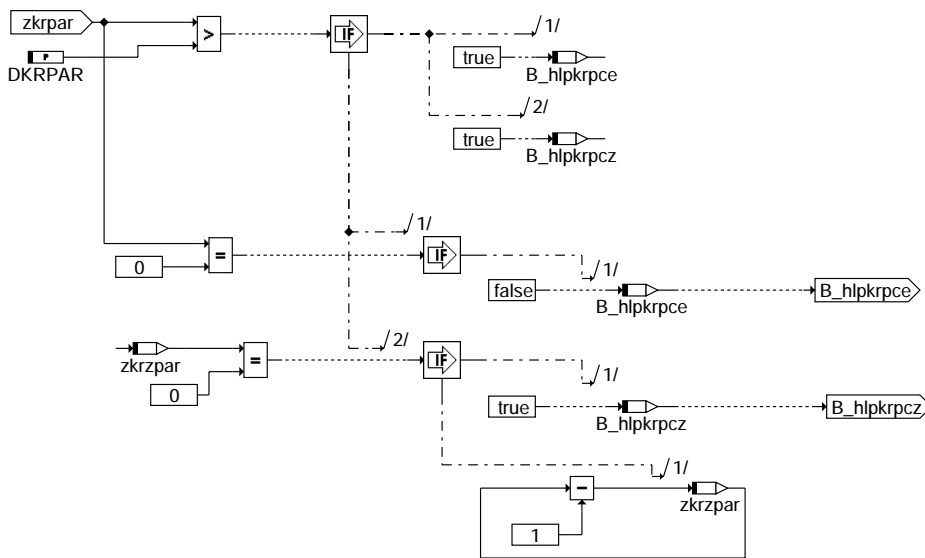 zkrpar
>
IF
/1/
true
B_hlpkrpce
P
DKRPAR
/2/
true
B_hlpkrpcz
/1/
=
IF
0
/1/
false
B_hlpkrpce
B_hlpkrpce
/2/
zkrzpar
=
IF
0
/1/
true
B_hlpkrpcz
B_hlpkrpcz
/1/
−
zkrzpar
1